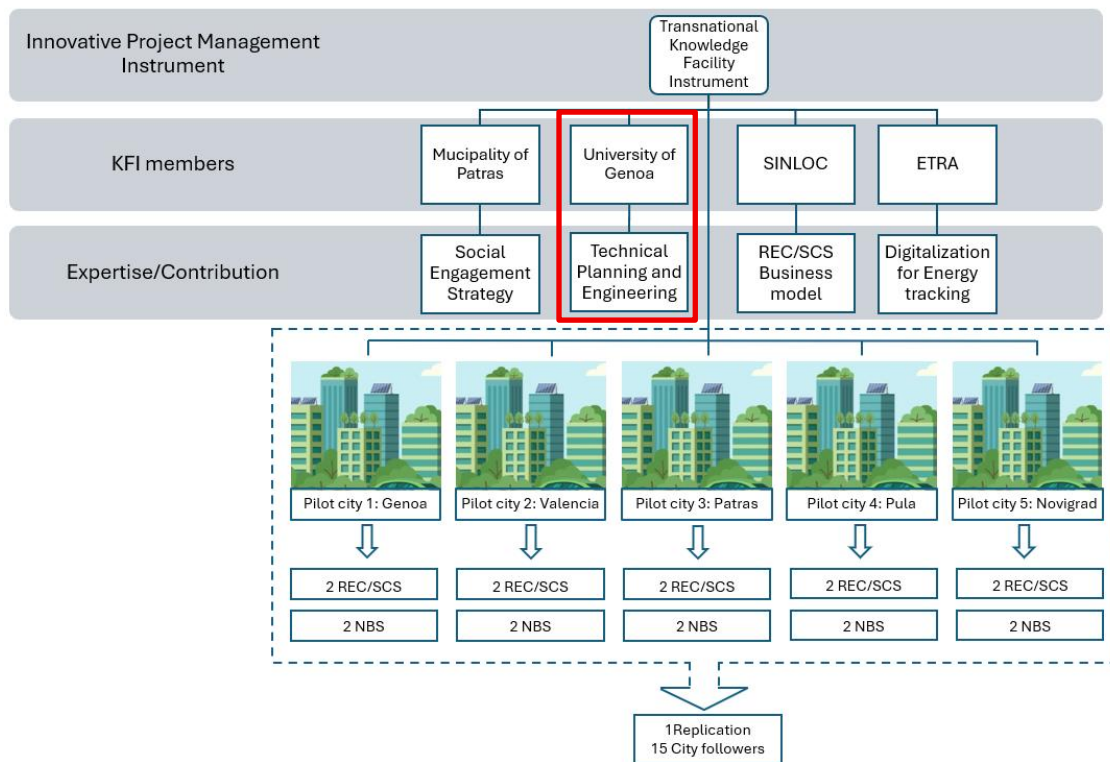 Innovative Project Management
Instrument
Transnational
Knowledge
Facility
Instrument
KFI members
Mucipality of
Patras
University of
Genoa
SINLOC
ETRA
Expertise/Contribution
Social
Engagement
Strategy
Technical
Planning and
Engineering
REC/SCS
Business
model
Digitalization
for Energy
tracking
Pilot city 1: Genoa
Pilot city 2: Valencia
Pilot city 3: Patras
Pilot city 4: Pula
Pilot city 5: Novigrad
2 REC/SCS
2 REC/SCS
2 REC/SCS
2 REC/SCS
2 REC/SCS
2 NBS
2 NBS
2 NBS
2 NBS
2 NBS
1Replication
15 City followers